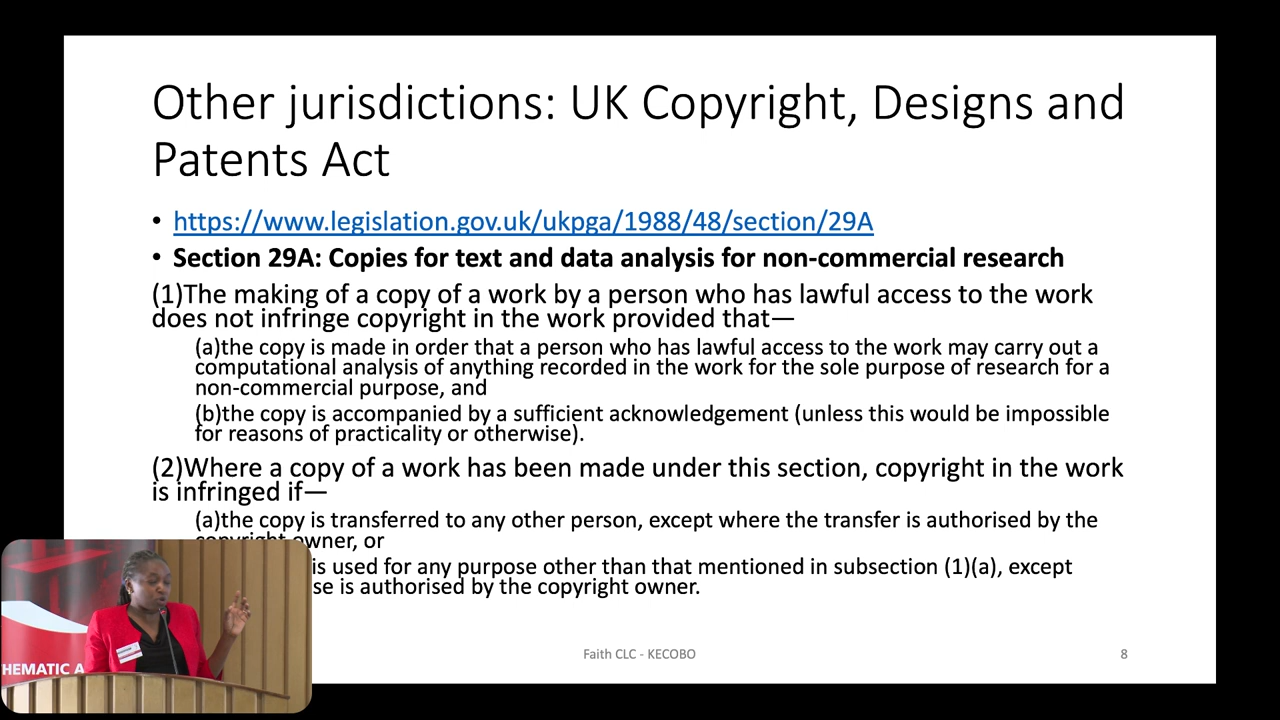 Other jurisdictions: UK Copyright, Designs and
Patents Act
• https://www.legislation.gov.uk/ukpga/1988/48/section/29A
• Section 29A: Copies for text and data analysis for non-commercial research
(1)The making of a copy of a work by a person who has lawful access to the work
does not infringe copyright in the work provided that—
(a)the copy is made in order that a person who has lawful access to the work may carry out a
computational analysis of anything recorded in the work for the sole purpose of research for a
non-commercial purpose, and
(b)the copy is accompanied by a sufficient acknowledgement (unless this would be impossible
for reasons of practicality or otherwise).
(2)Where a copy of a work has been made under this section, copyright in the work
is infringed if—
(a)the copy is transferred to any other person, except where the transfer is authorised by the
copyright owner, or
is used for any purpose other than that mentioned in subsection (1)(a), except
se is authorised by the copyright owner.
HEMATIC A
Faith CLC - KECOBO
8